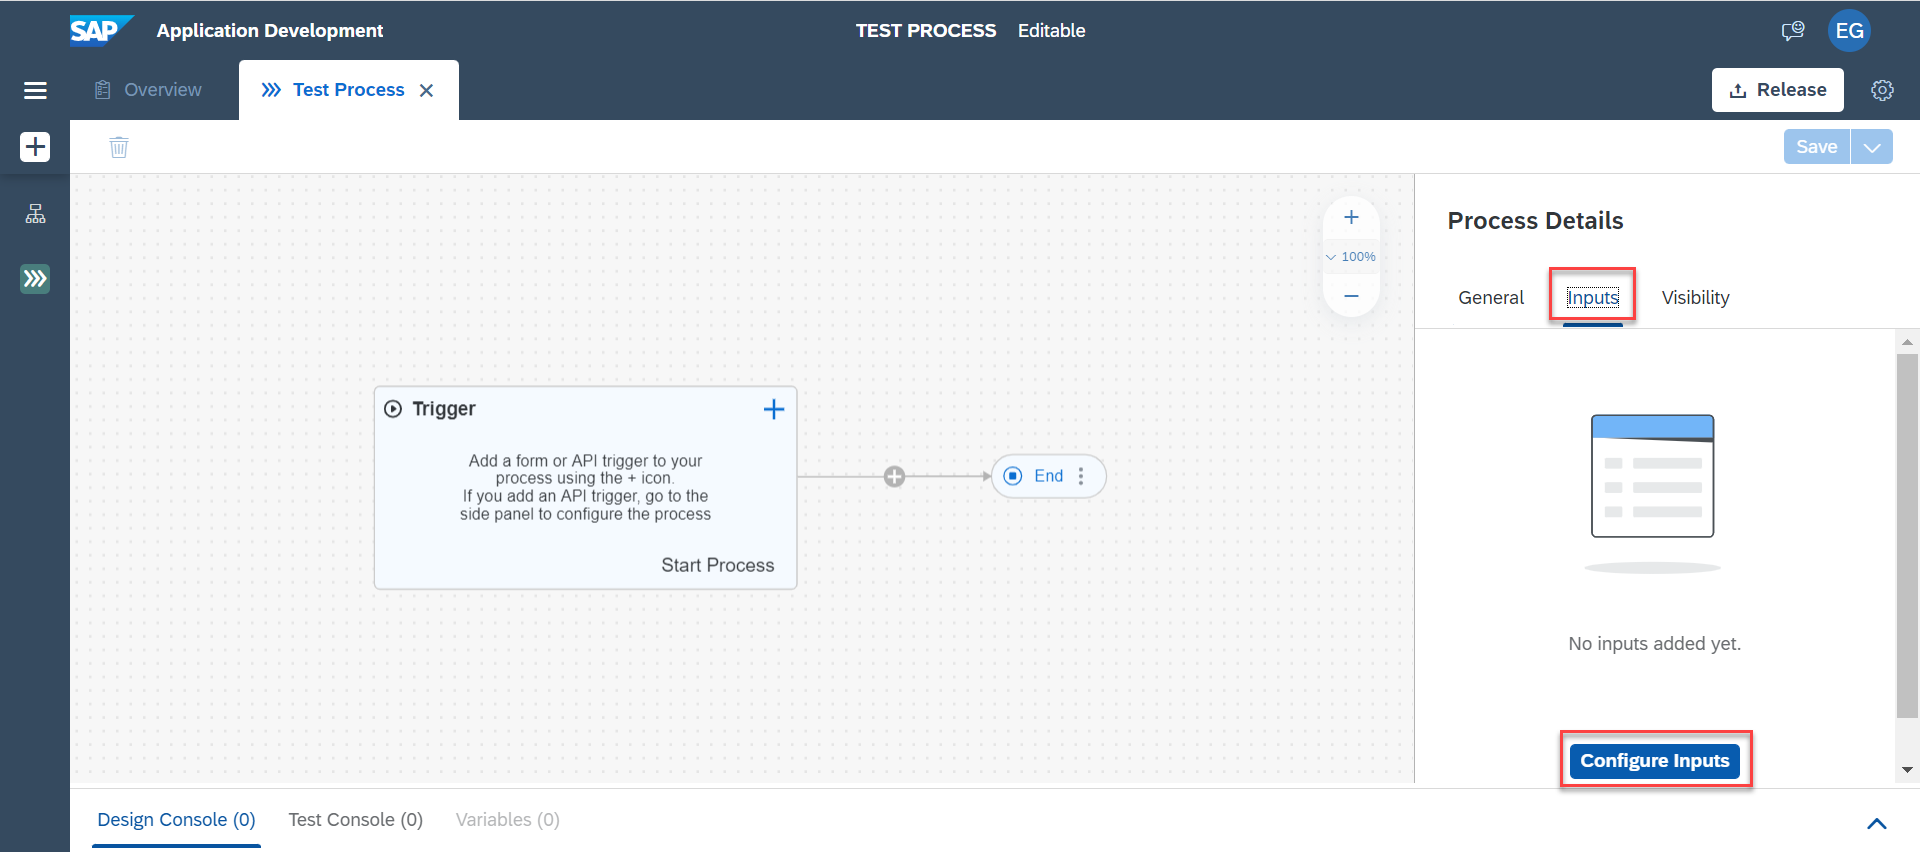 SAP
Application Development
TEST PROCESS Editable
EG
Overview
Test Process
Release
Save
100%
Process Details
General
Inputs
Visibility
Trigger
Add a form or API trigger to your
process using the + icon.
If you add an API trigger, go to the
side panel to configure the process
Start Process
End
No inputs added yet.
Configure Inputs
Design Console (0)
Test Console (0)
Variables (0)